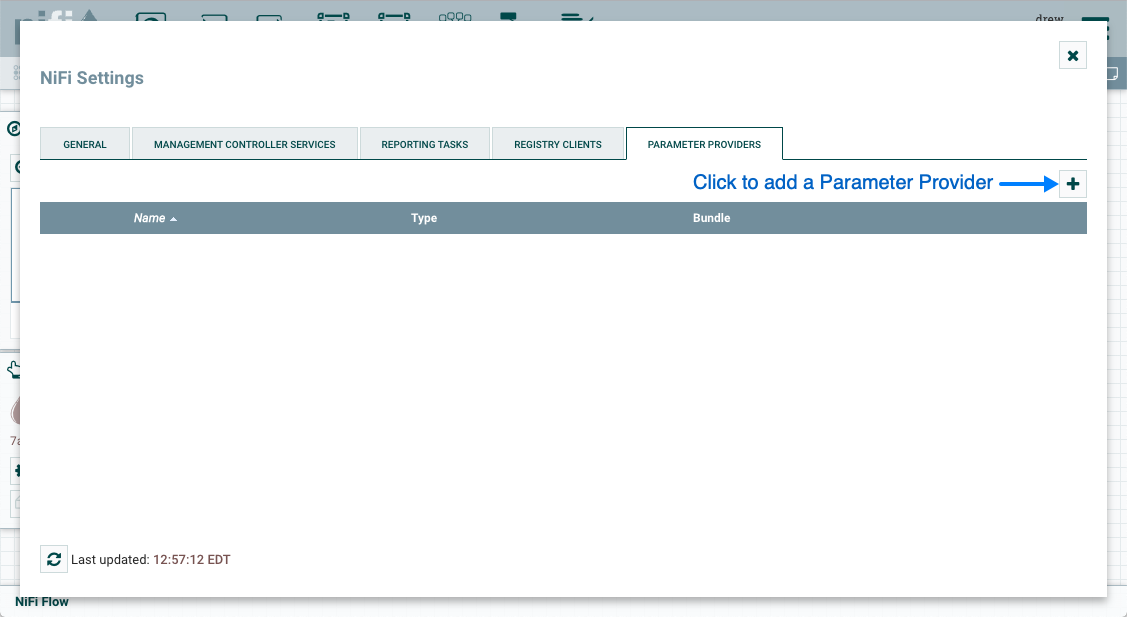 nifi
drew
NiFi Settings
GENERAL
MANAGEMENT CONTROLLER SERVICES
REPORTING TASKS
REGISTRY CLIENTS
PARAMETER PROVIDERS
Click to add a Parameter Provider
Name
Type
Bundle
Last updated: 12:57:12 EDT
NiFi Flow